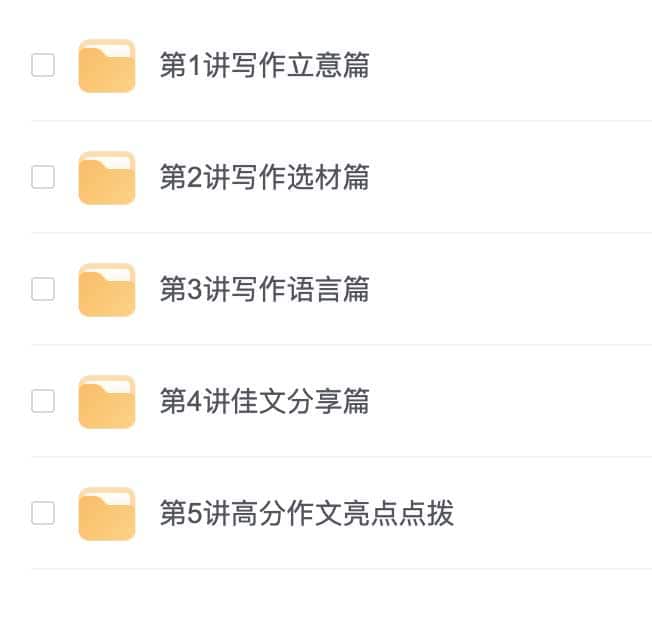 第1讲写作立意篇
第2讲写作选材篇
第3讲写作语言篇
第4讲佳文分享篇
第5讲高分作文亮点点拨